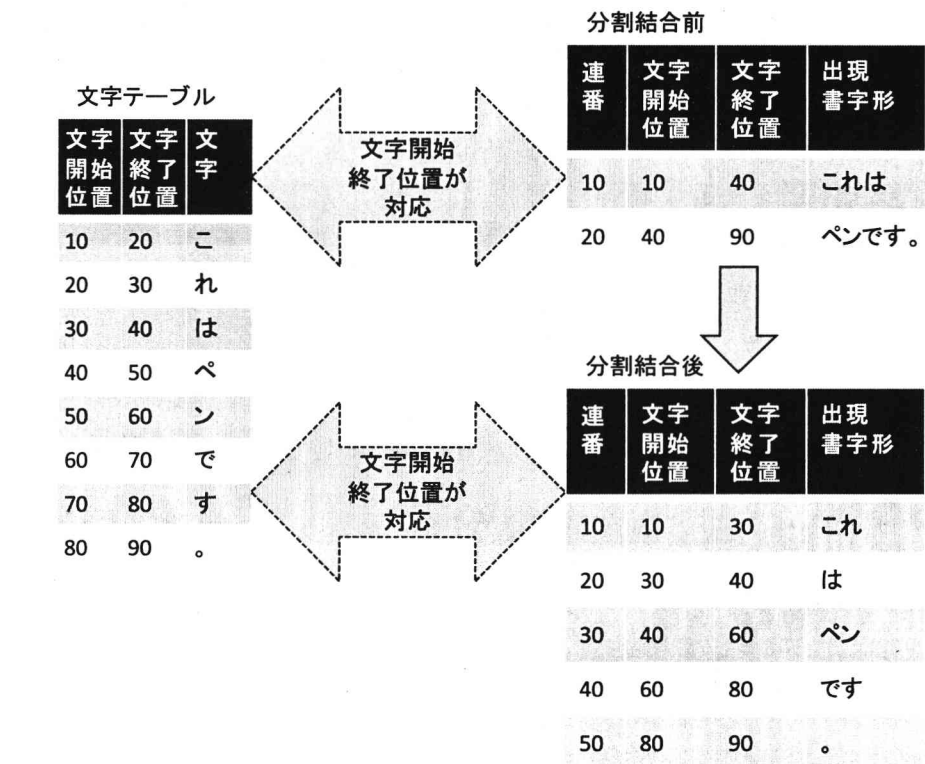 文字テーブル
文字開始位置 文字終了位置 文字
10 20 こ
20 30 れ
30 40 は
40 50 ペ
50 60 ン
60 70 で
70 80 す
80 90 。
文字開始
終了位置が
対応
分割結合前
連番 文字開始位置 文字終了位置 出現書字形
10 10 40 これは
20 40 90 ペンです。
文字開始
終了位置が
対応
分割結合後
連番 文字開始位置 文字終了位置 出現書字形
10 10 30 これ
20 30 40 は
30 40 60 ペン
40 60 80 です
50 80 90 。